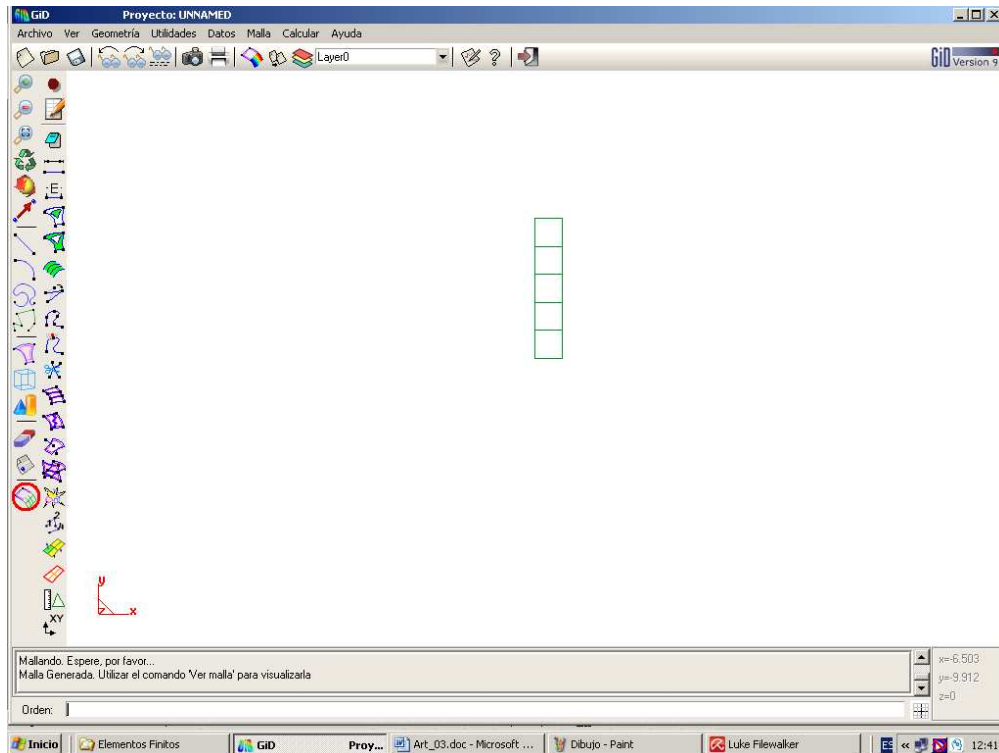 GiD Proyecto: UNNAMED
Archivo Ver Geometría Utilidades Datos Malla Calcular Ayuda
Layer0
GiD Version 9
E
2
XY
y
z x
Mallando. Espere, por favor...
Malla Generada. Utilizar el comando 'Ver malla' para visualizarla
x=-6.503
y=-9.912
z=0
Orden:
Inicio Elementos Finitos GiD Proy... Art_03.doc - Microsoft ... Dibujo - Paint Luke Filewalker ES « 12:41